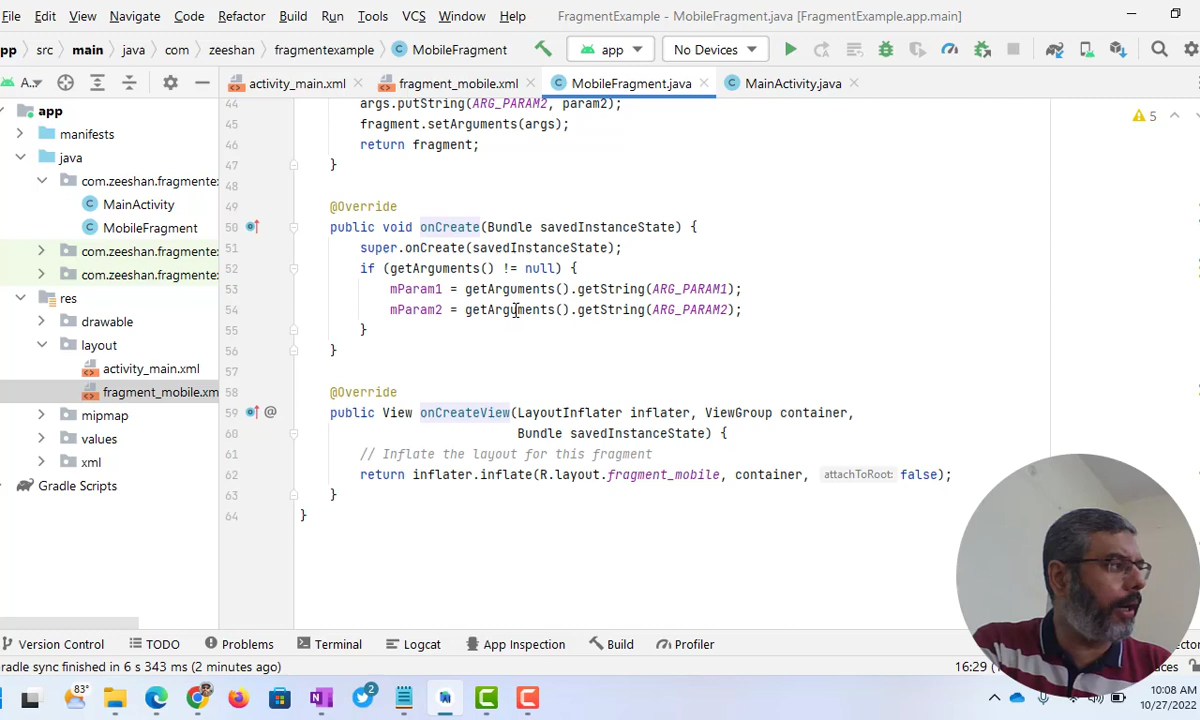 File Edit View Navigate Code Refactor Build Run Tools VCS Window Help FragmentExample - MobileFragment.java [FragmentExample.app.main]
pp src main java com zeeshan fragmentexample MobileFragment app No Devices
A... activity_main.xml fragment_mobile.xml MobileFragment.java MainActivity.java
app
manifests
java
com.zeeshan.fragmente
MainActivity
MobileFragment
com.zeeshan.fragmente
com.zeeshan.fragmente
res
drawable
layout
activity_main.xml
fragment_mobile.xm
mipmap
values
xml
Gradle Scripts
5
44 args.putString(ARG_PARAM2, param2);
45 fragment.setArguments(args);
46 return fragment;
47 }
48
49 @Override
50 public void onCreate(Bundle savedInstanceState) {
51 super.onCreate(savedInstanceState);
52 if (getArguments() != null) {
53 mParam1 = getArguments().getString(ARG_PARAM1);
54 mParam2 = getArguments().getString(ARG_PARAM2);
55 }
56 }
57
58 @Override
59 @ public View onCreateView(LayoutInflater inflater, ViewGroup container,
60 Bundle savedInstanceState) {
61 // Inflate the layout for this fragment
62 return inflater.inflate(R.layout.fragment_mobile, container, attachToRoot: false);
63 }
64 }
Version Control TODO Problems Terminal Logcat App Inspection Build Profiler
radle sync finished in 6 s 343 ms (2 minutes ago) 16:29
83° 2 10:08 AM
10/27/2022